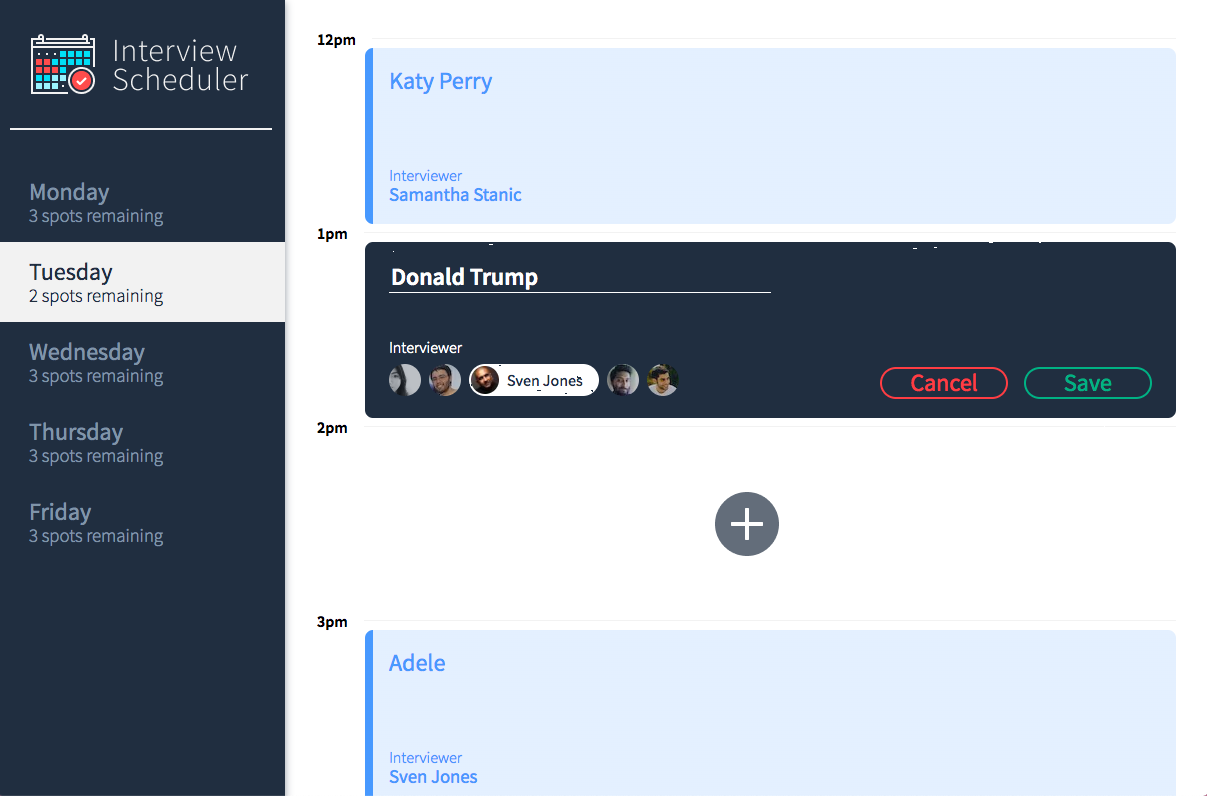 Interview
Scheduler
Monday
3 spots remaining
Tuesday
2 spots remaining
Wednesday
3 spots remaining
Thursday
3 spots remaining
Friday
3 spots remaining
12pm
Katy Perry
Interviewer
Samantha Stanic
1pm
Donald Trump
Interviewer
Sven Jones
Cancel
Save
2pm
3pm
Adele
Interviewer
Sven Jones